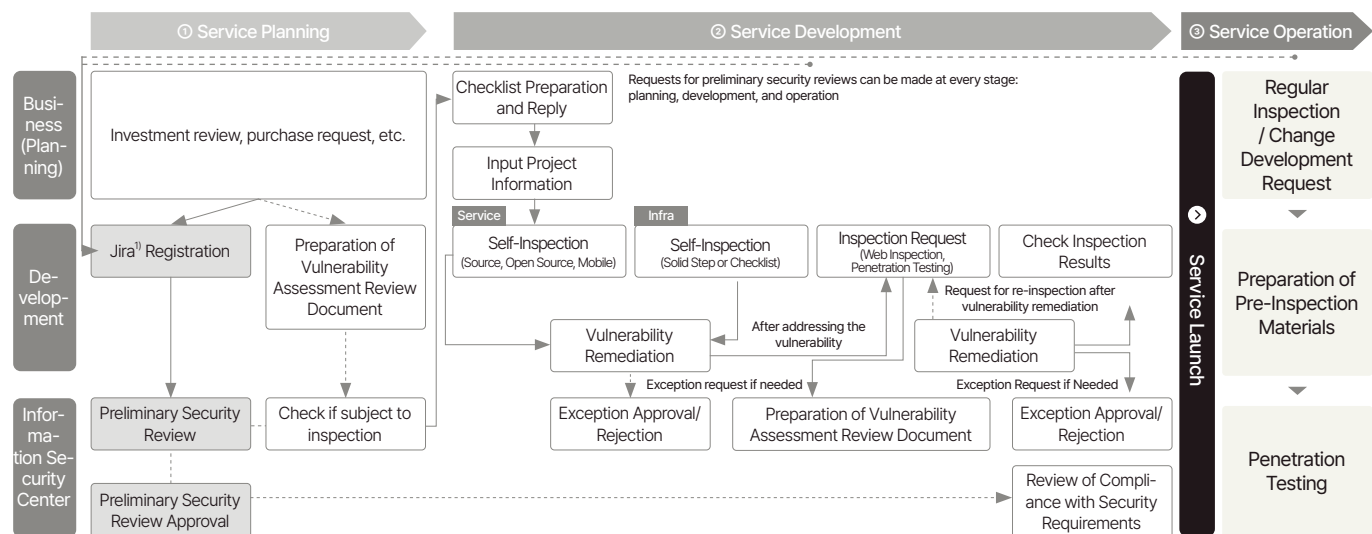 ① Service Planning
② Service Development
③ Service Operation
Busi-
ness
(Plan-
ning)
Investment review, purchase request, etc.
Checklist Preparation
and Reply
Requests for preliminary security reviews can be made at every stage:
planning, development, and operation
Input Project
Information
Regular
Inspection
/ Change
Development
Request
De-
velop-
ment
Jira1) Registration
Preparation of
Vulnerability
Assessment Review
Document
Service
Self-Inspection
(Source, Open Source, Mobile)
Infra
Self-Inspection
(Solid Step or Checklist)
Inspection Request
(Web Inspection,
Penetration Testing)
Check Inspection
Results
Request for re-inspection after
vulnerability remediation
Vulnerability
Remediation
After addressing the
vulnerability
Vulnerability
Remediation
Service Launch
Preparation of
Pre-Inspection
Materials
Exception request if needed
Exception Request if Needed
Infor-
ma-
tion Se-
curity
Center
Preliminary Security
Review
Check if subject to
inspection
Exception Approval/
Rejection
Preparation of Vulnerability
Assessment Review Document
Exception Approval/
Rejection
Preliminary Security
Review Approval
Review of Compli-
ance with Security
Requirements
Penetration
Testing